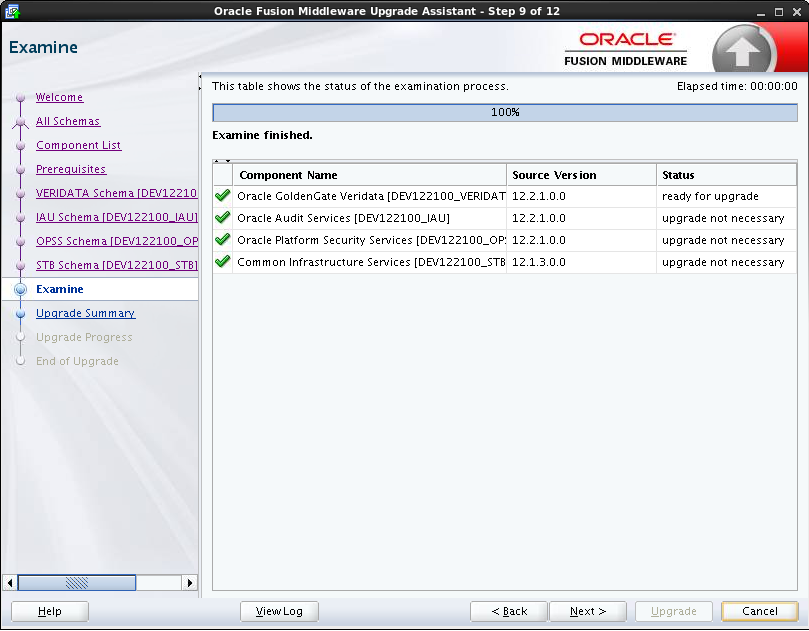 Oracle Fusion Middleware Upgrade Assistant - Step 9 of 12
Examine
ORACLE
FUSION MIDDLEWARE
Welcome
All Schemas
Component List
Prerequisites
VERIDATA Schema [DEV122100
IAU Schema [DEV122100_IAU]
OPSS Schema [DEV122100_OP
STB Schema [DEV122100_STB]
Examine
Upgrade Summary
Upgrade Progress
End of Upgrade
This table shows the status of the examination process. Elapsed time: 00:00:00
100%
Examine finished.
Component Name Source Version Status
Oracle GoldenGate Veridata [DEV122100_VERIDAT 12.2.1.0.0 ready for upgrade
Oracle Audit Services [DEV122100_IAU] 12.2.1.0.0 upgrade not necessary
Oracle Platform Security Services [DEV122100_OPS 12.2.1.0.0 upgrade not necessary
Common Infrastructure Services [DEV122100_STB 12.1.3.0.0 upgrade not necessary
Help View Log < Back Next > Upgrade Cancel